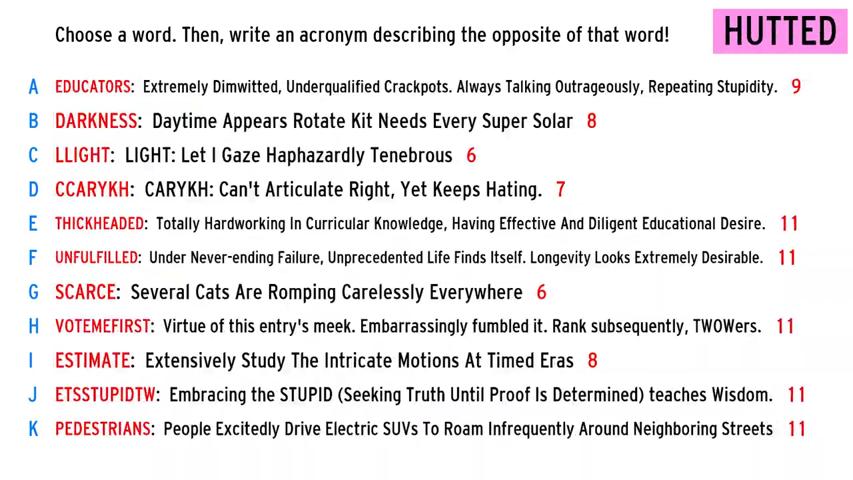 Choose a word. Then, write an acronym describing the opposite of that word!
HUTTED
A EDUCATORS: Extremely Dimwitted, Underqualified Crackpots. Always Talking Outrageously, Repeating Stupidity. 9
B DARKNESS: Daytime Appears Rotate Kit Needs Every Super Solar 8
C LLIGHT: LIGHT: Let I Gaze Haphazardly Tenebrous 6
D CCARYKH: CARYKH: Can't Articulate Right, Yet Keeps Hating. 7
E THICKHEADED: Totally Hardworking In Curricular Knowledge, Having Effective And Diligent Educational Desire. 11
F UNFULFILLED: Under Never-ending Failure, Unprecedented Life Finds Itself. Longevity Looks Extremely Desirable. 11
G SCARCE: Several Cats Are Romping Carelessly Everywhere 6
H VOTEMEFIRST: Virtue of this entry's meek. Embarrassingly fumbled it. Rank subsequently, TWOWers. 11
I ESTIMATE: Extensively Study The Intricate Motions At Timed Eras 8
J ETSSTUPIDTW: Embracing the STUPID (Seeking Truth Until Proof Is Determined) teaches Wisdom. 11
K PEDESTRIANS: People Excitedly Drive Electric SUVs To Roam Infrequently Around Neighboring Streets 11